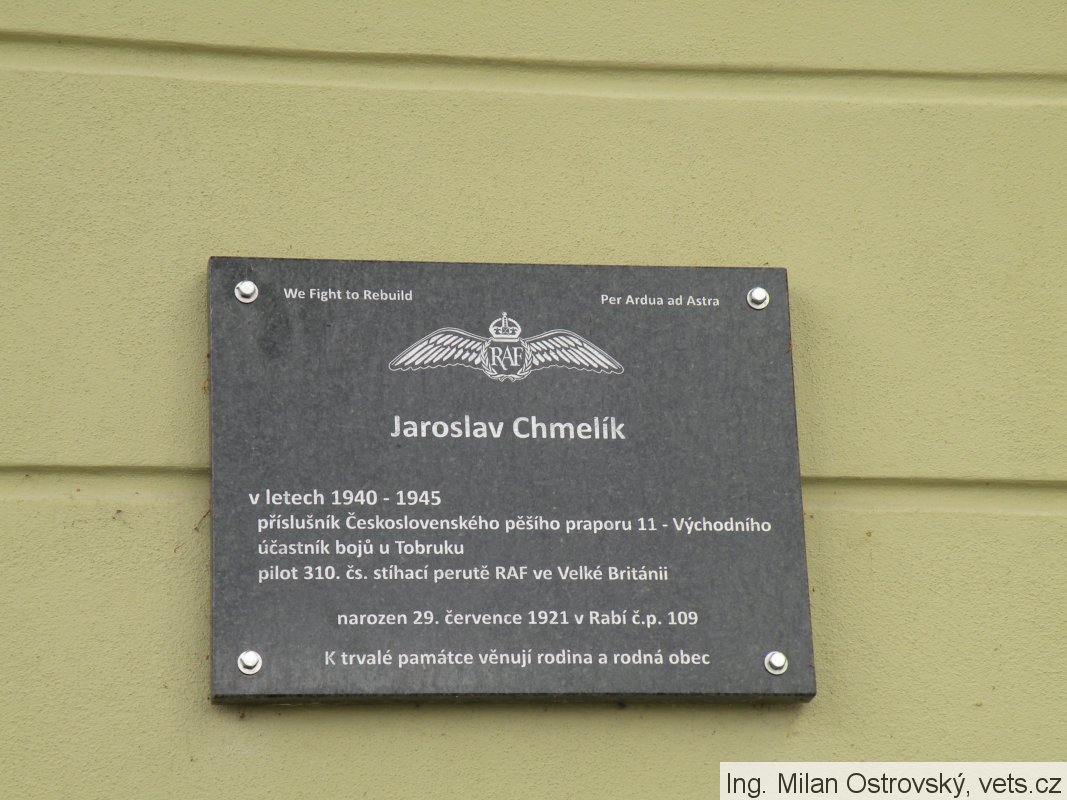 We Fight to Rebuild
Per Ardua ad Astra
RAF
Jaroslav Chmelík
v letech 1940 - 1945
příslušník Československého pěšího praporu 11 - Východního
účastník bojů u Tobruku
pilot 310. čs. stíhací perutě RAF ve Velké Británii
narozen 29. července 1921 v Rabí č.p. 109
K trvalé památce věnují rodina a rodná obec
Ing. Milan Ostrovský, vets.cz